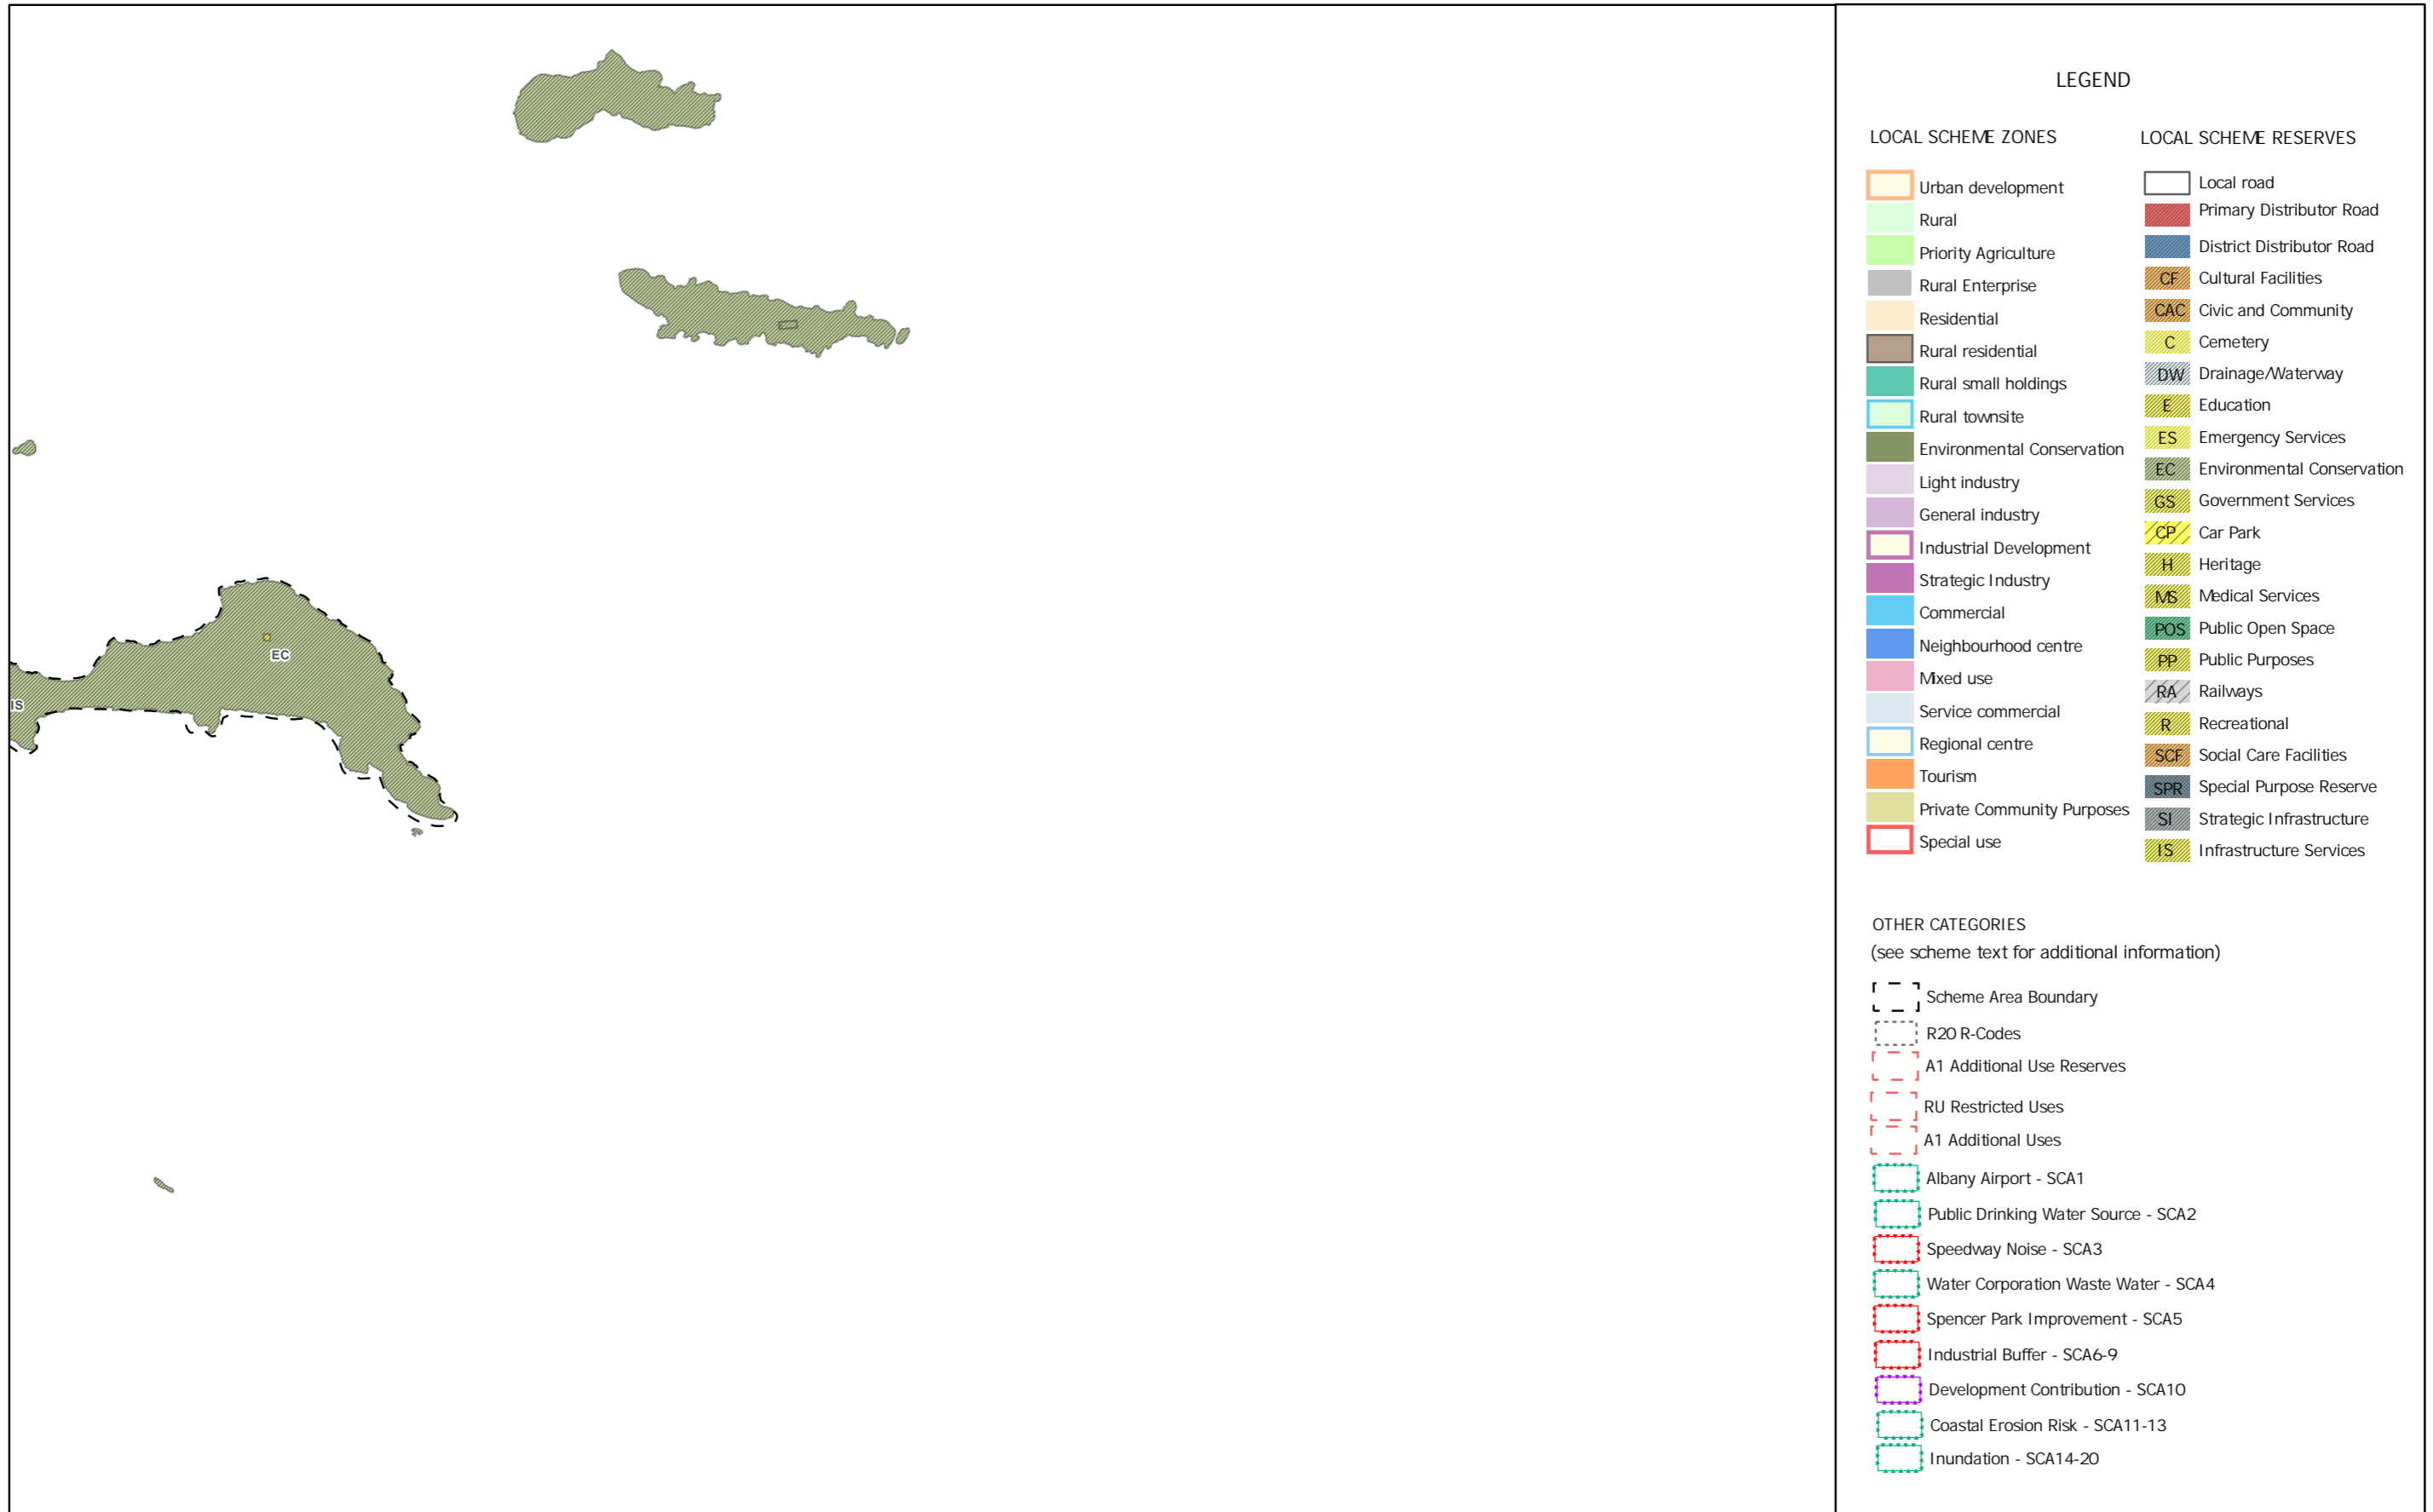 EC
IS
LEGEND
LOCAL SCHEME ZONES
Urban development
Rural
Priority Agriculture
Rural Enterprise
Residential
Rural residential
Rural small holdings
Rural townsite
Environmental Conservation
Light industry
General industry
Industrial Development
Strategic Industry
Commercial
Neighbourhood centre
Mixed use
Service commercial
Regional centre
Tourism
Private Community Purposes
Special use
LOCAL SCHEME RESERVES
Local road
Primary Distributor Road
District Distributor Road
CF Cultural Facilities
CAC Civic and Community
C Cemetery
DW Drainage/Waterway
E Education
ES Emergency Services
EC Environmental Conservation
GS Government Services
CP Car Park
H Heritage
MS Medical Services
POS Public Open Space
PP Public Purposes
RA Railways
R Recreational
SCF Social Care Facilities
SPR Special Purpose Reserve
SI Strategic Infrastructure
IS Infrastructure Services
OTHER CATEGORIES
(see scheme text for additional information)
Scheme Area Boundary
R20 R-Codes
A1 Additional Use Reserves
RU Restricted Uses
A1 Additional Uses
Albany Airport - SCA1
Public Drinking Water Source - SCA2
Speedway Noise - SCA3
Water Corporation Waste Water - SCA4
Spencer Park Improvement - SCA5
Industrial Buffer - SCA6-9
Development Contribution - SCA10
Coastal Erosion Risk - SCA11-13
Inundation - SCA14-20